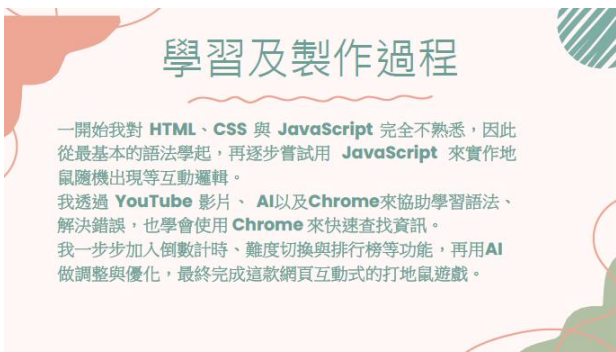 學習及製作過程
一開始我對 HTML、CSS 與 JavaScript 完全不熟悉，因此
從最基本的語法學起，再逐步嘗試用 JavaScript 來實作地
鼠隨機出現等互動邏輯。
我透過 YouTube 影片、 AI以及Chrome來協助學習語法、
解決錯誤，也學會使用 Chrome 來快速查找資訊。
我一步步加入倒數計時、難度切換與排行榜等功能，再用AI
做調整與優化，最終完成這款網頁互動式的打地鼠遊戲。